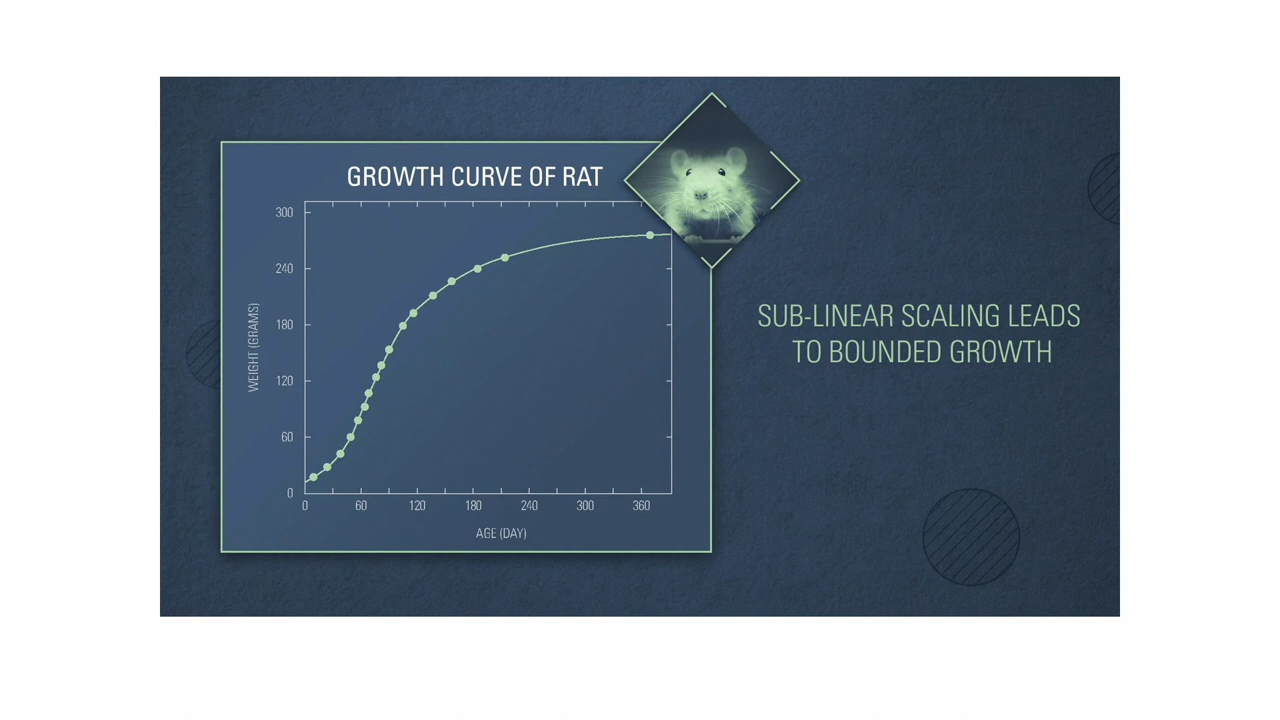 GROWTH CURVE OF RAT
300
240
180
120
60
0
WEIGHT (GRAMS)
0 60 120 180 240 300 360
AGE (DAY)
SUB-LINEAR SCALING LEADS
TO BOUNDED GROWTH